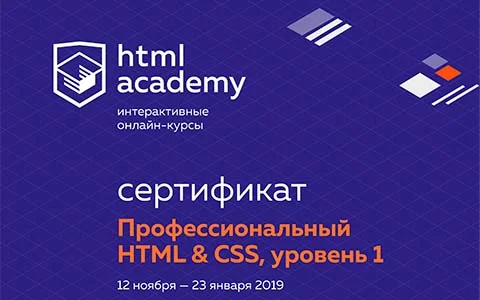 html
academy
интерактивные
онлайн-курсы
сертификат
Профессиональный
HTML & CSS, уровень 1
12 ноября — 23 января 2019